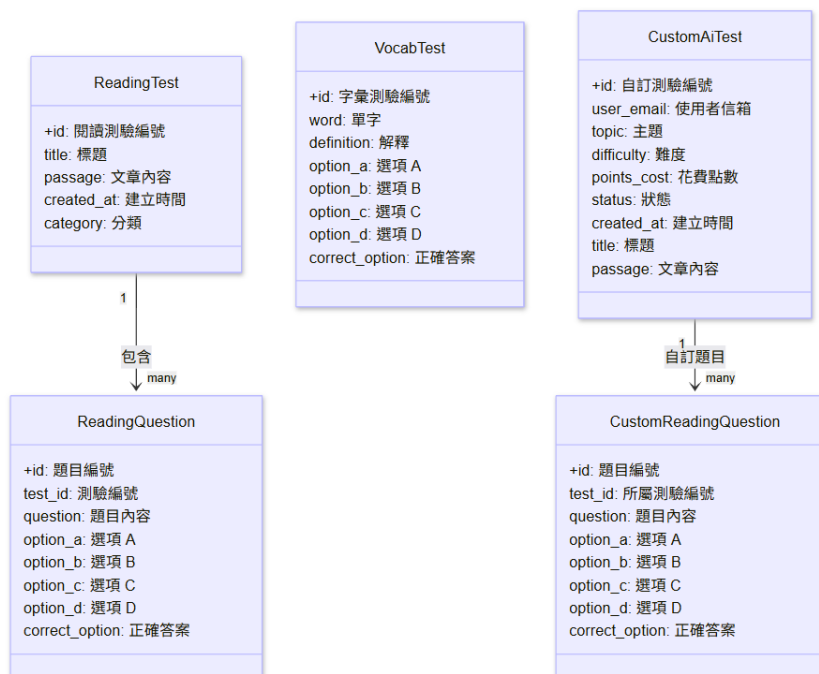 ReadingTest
+id: 閱讀測驗編號
title: 標題
passage: 文章內容
created_at: 建立時間
category: 分類
VocabTest
+id: 字彙測驗編號
word: 單字
definition: 解釋
option_a: 選項 A
option_b: 選項 B
option_c: 選項 C
option_d: 選項 D
correct_option: 正確答案
CustomAiTest
+id: 自訂測驗編號
user_email: 使用者信箱
topic: 主題
difficulty: 難度
points_cost: 花費點數
status: 狀態
created_at: 建立時間
title: 標題
passage: 文章內容
1
包含
many
1
自訂題目
many
ReadingQuestion
+id: 題目編號
test_id: 測驗編號
question: 題目內容
option_a: 選項 A
option_b: 選項 B
option_c: 選項 C
option_d: 選項 D
correct_option: 正確答案
CustomReadingQuestion
+id: 題目編號
test_id: 所屬測驗編號
question: 題目內容
option_a: 選項 A
option_b: 選項 B
option_c: 選項 C
option_d: 選項 D
correct_option: 正確答案